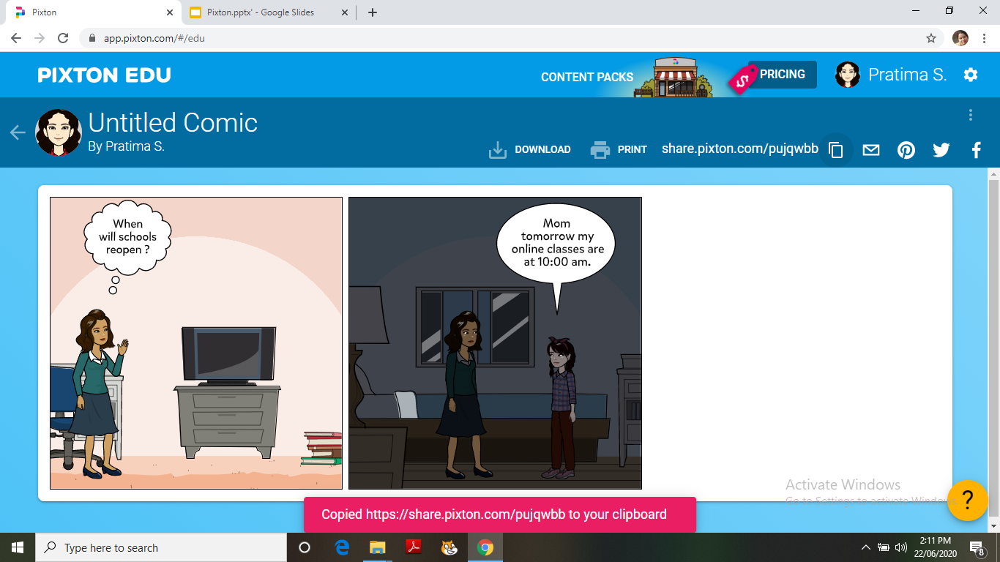 Pixton
Pixton.pptx' - Google Slides
app.pixton.com/#/edu
PIXTON EDU
CONTENT PACKS
$
PRICING
Pratima S.
Untitled Comic
By Pratima S.
DOWNLOAD
PRINT
share.pixton.com/pujqwbb
When
will schools
reopen ?
Mom
tomorrow my
online classes are
at 10:00 am.
Activate Windows
Go to Settings to activate Windows.
?
Copied https://share.pixton.com/pujqwbb to your clipboard
Type here to search
2:11 PM
22/06/2020
8